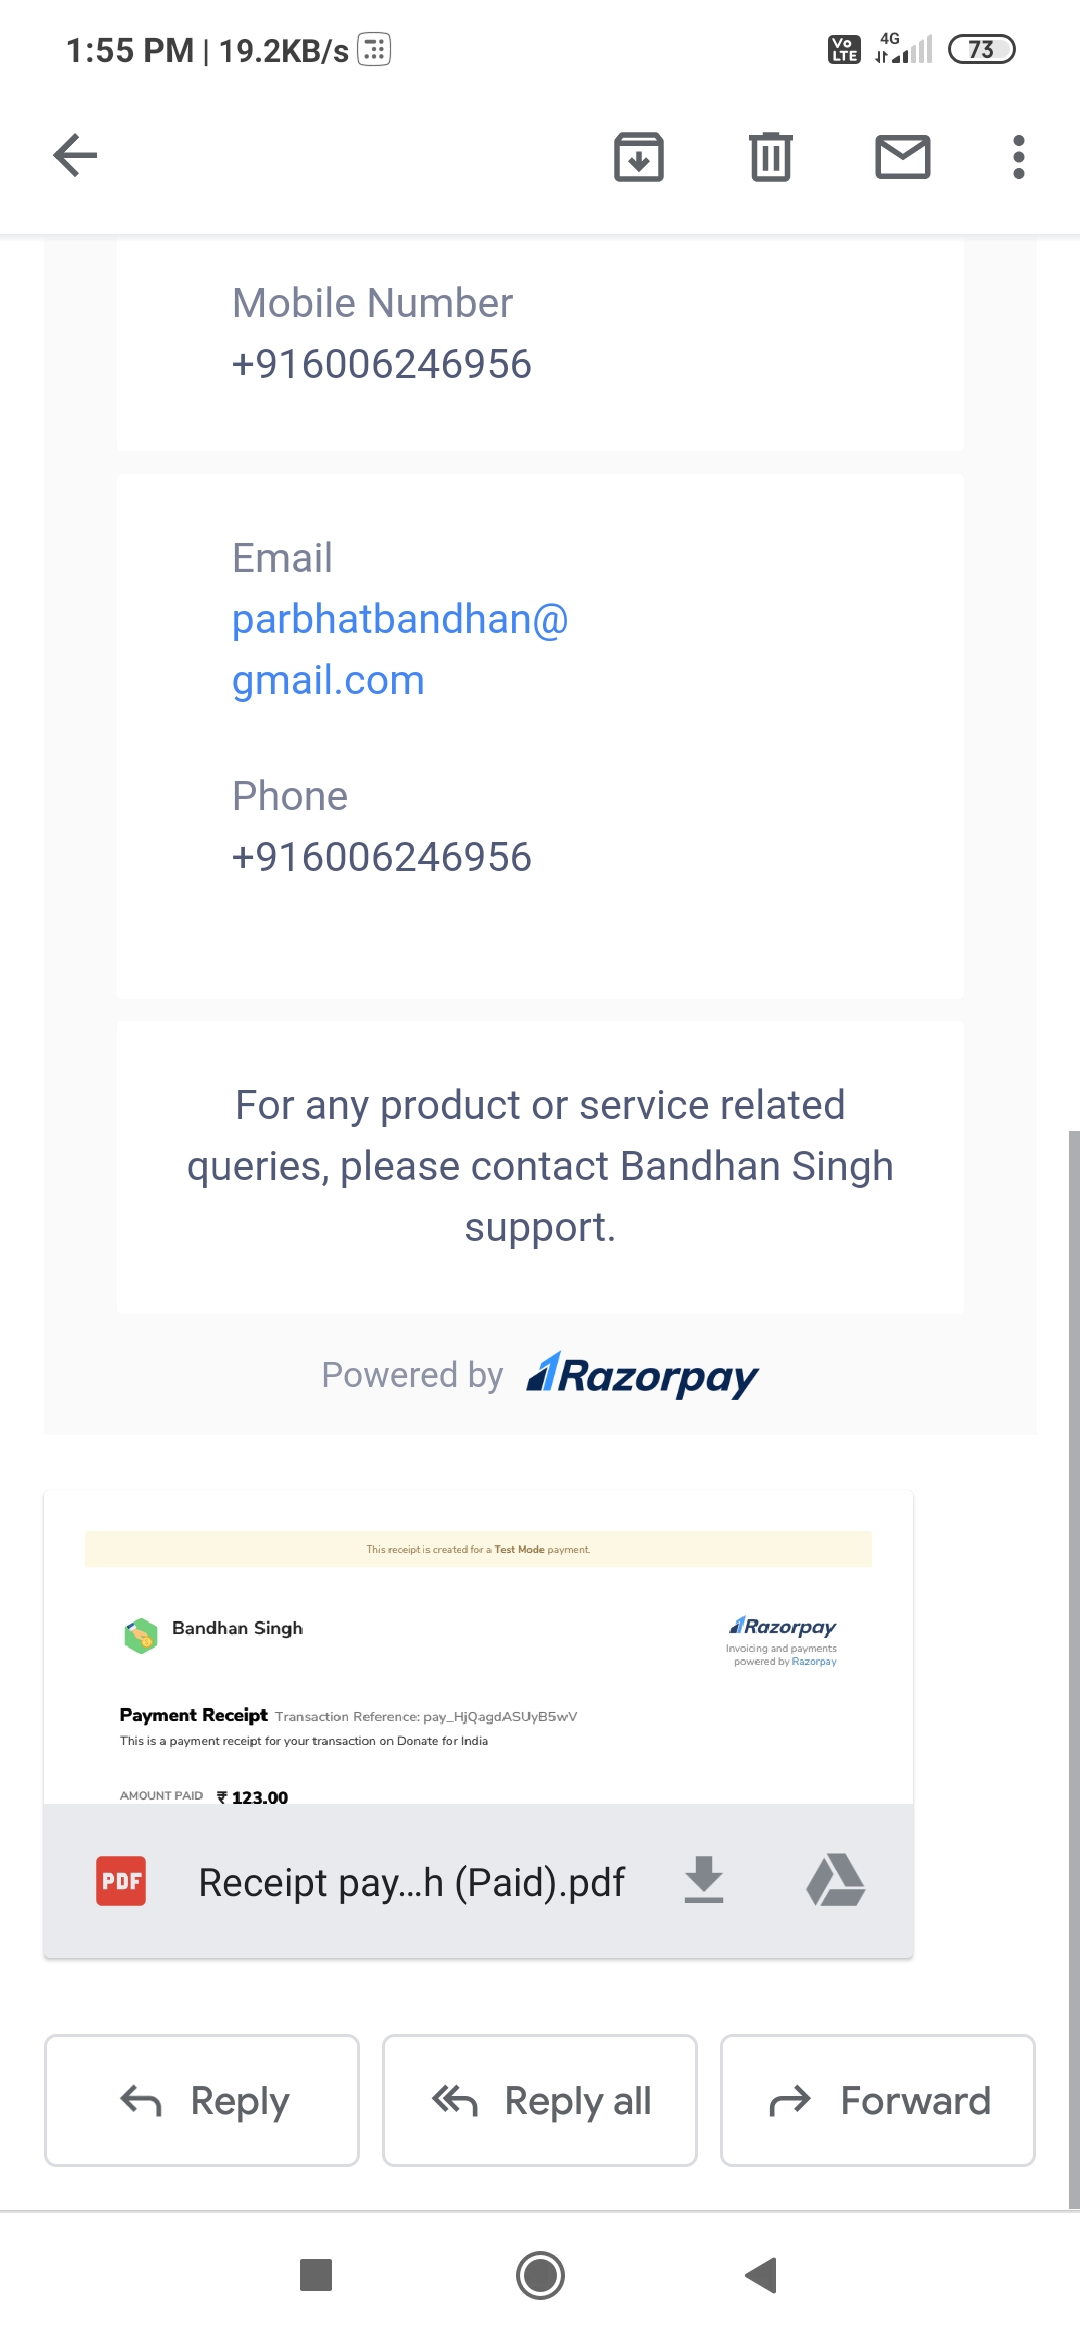 1:55 PM | 19.2KB/s
Vo LTE 4G 73
Mobile Number
+916006246956
Email
parbhatbandhan@
gmail.com
Phone
+916006246956
For any product or service related
queries, please contact Bandhan Singh
support.
Powered by Razorpay
This receipt is created for a Test Mode payment.
Bandhan Singh
Razorpay
Invoicing and payments
powered by Razorpay
Payment Receipt Transaction Reference: pay_HjQagdASUyB5wV
This is a payment receipt for your transaction on Donate for India
AMOUNT PAID ₹ 123.00
PDF Receipt pay...h (Paid).pdf
Reply Reply all Forward